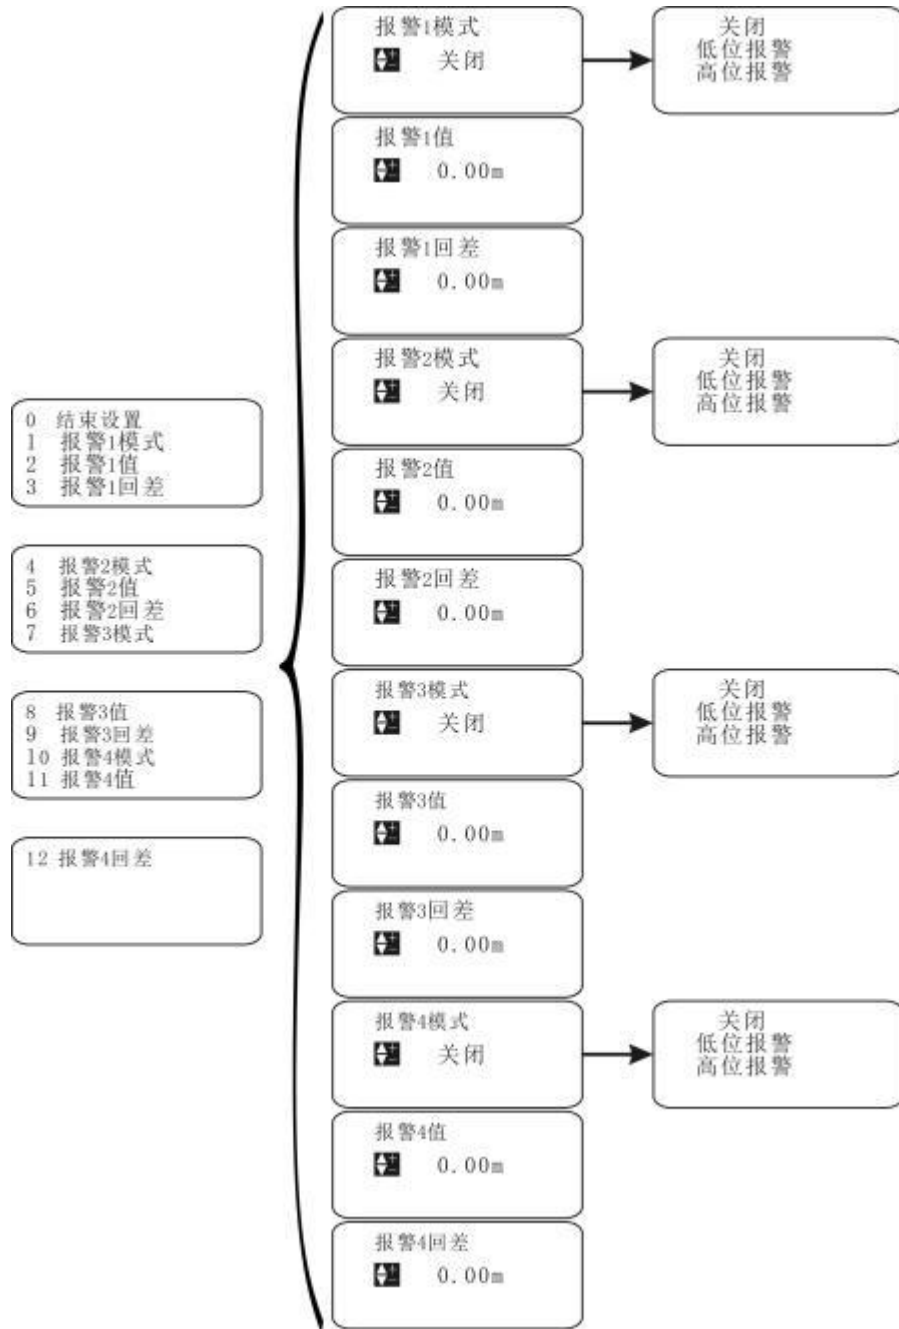 0 结束设置
1 报警1模式
2 报警1值
3 报警1回差
4 报警2模式
5 报警2值
6 报警2回差
7 报警3模式
8 报警3值
9 报警3回差
10 报警4模式
11 报警4值
12 报警4回差
报警1模式
关闭
报警1值
0.00m
报警1回差
0.00m
报警2模式
关闭
报警2值
0.00m
报警2回差
0.00m
报警3模式
关闭
报警3值
0.00m
报警3回差
0.00m
报警4模式
关闭
报警4值
0.00m
报警4回差
0.00m
关闭
低位报警
高位报警
关闭
低位报警
高位报警
关闭
低位报警
高位报警
关闭
低位报警
高位报警